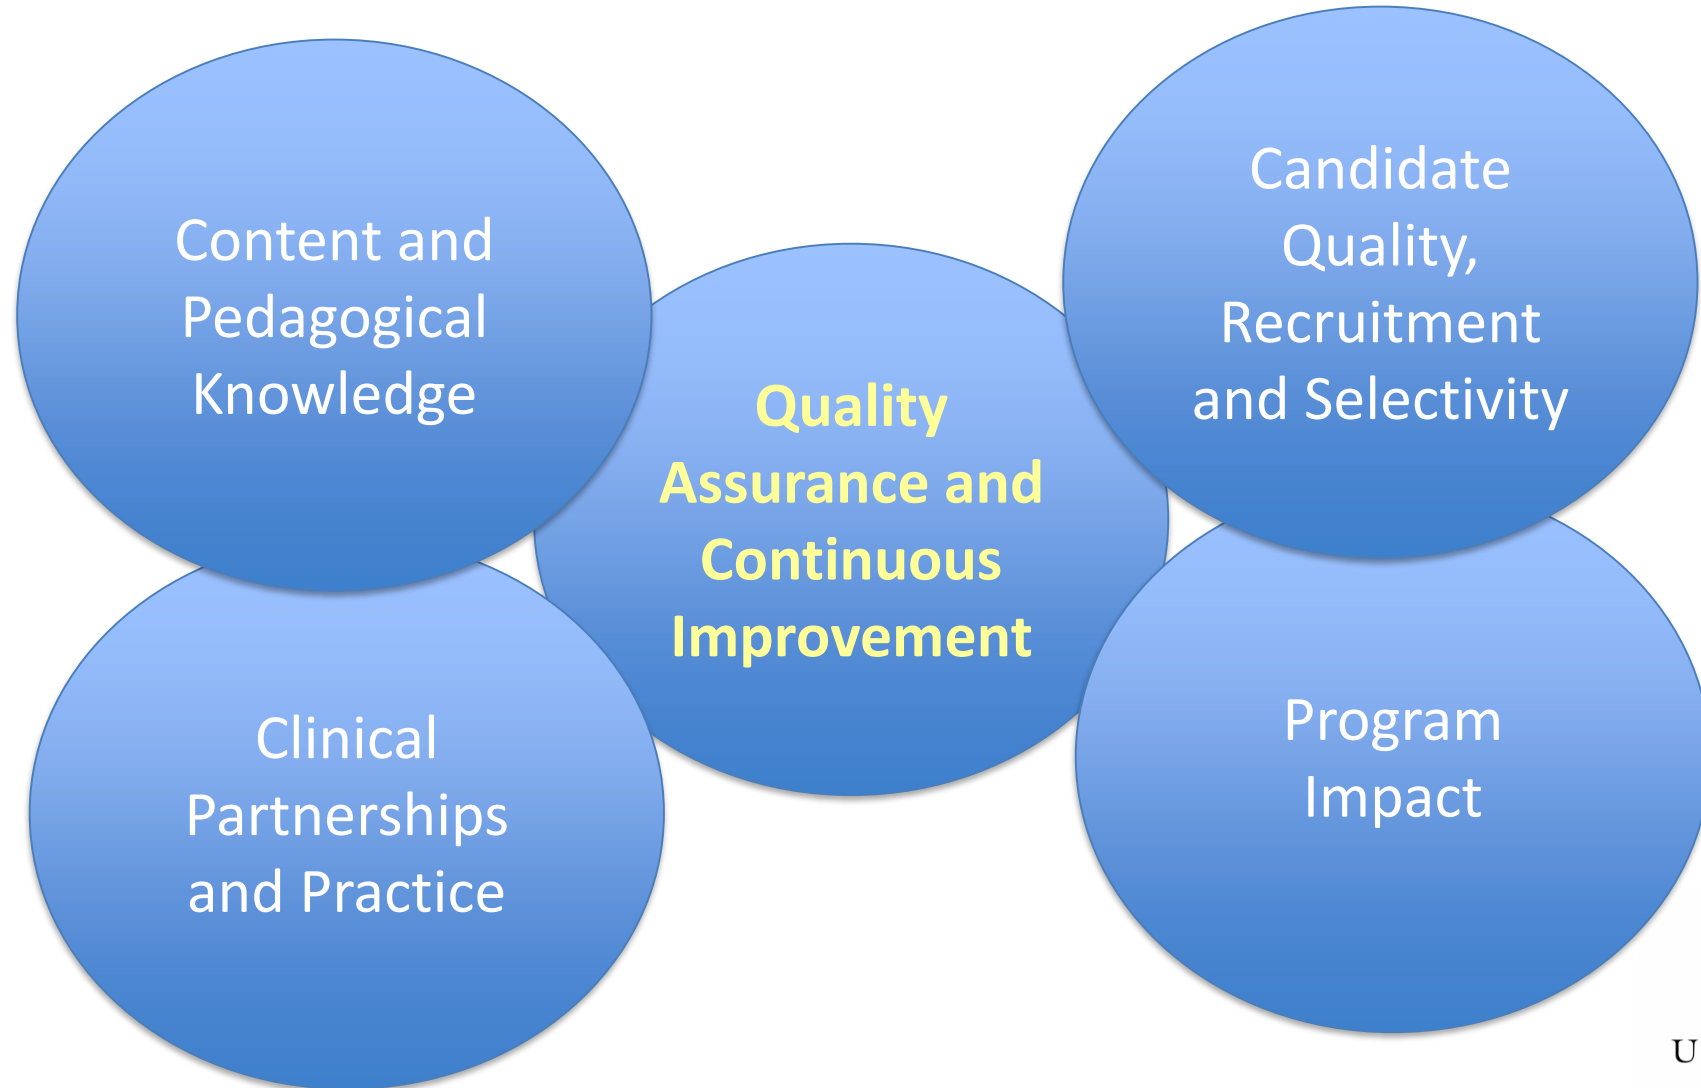 Content and
Pedagogical
Knowledge
Candidate
Quality,
Recruitment
and Selectivity
Quality
Assurance and
Continuous
Improvement
Clinical
Partnerships
and Practice
Program
Impact
U